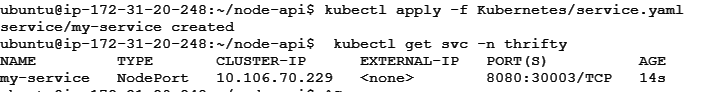 ubuntu@ip-172-31-20-248:~/node-api$ kubectl apply -f Kubernetes/service.yaml
service/my-service created
ubuntu@ip-172-31-20-248:~/node-api$ kubectl get svc -n thrifty
NAME TYPE CLUSTER-IP EXTERNAL-IP PORT(S) AGE
my-service NodePort 10.106.70.229 <none> 8080:30003/TCP 14s